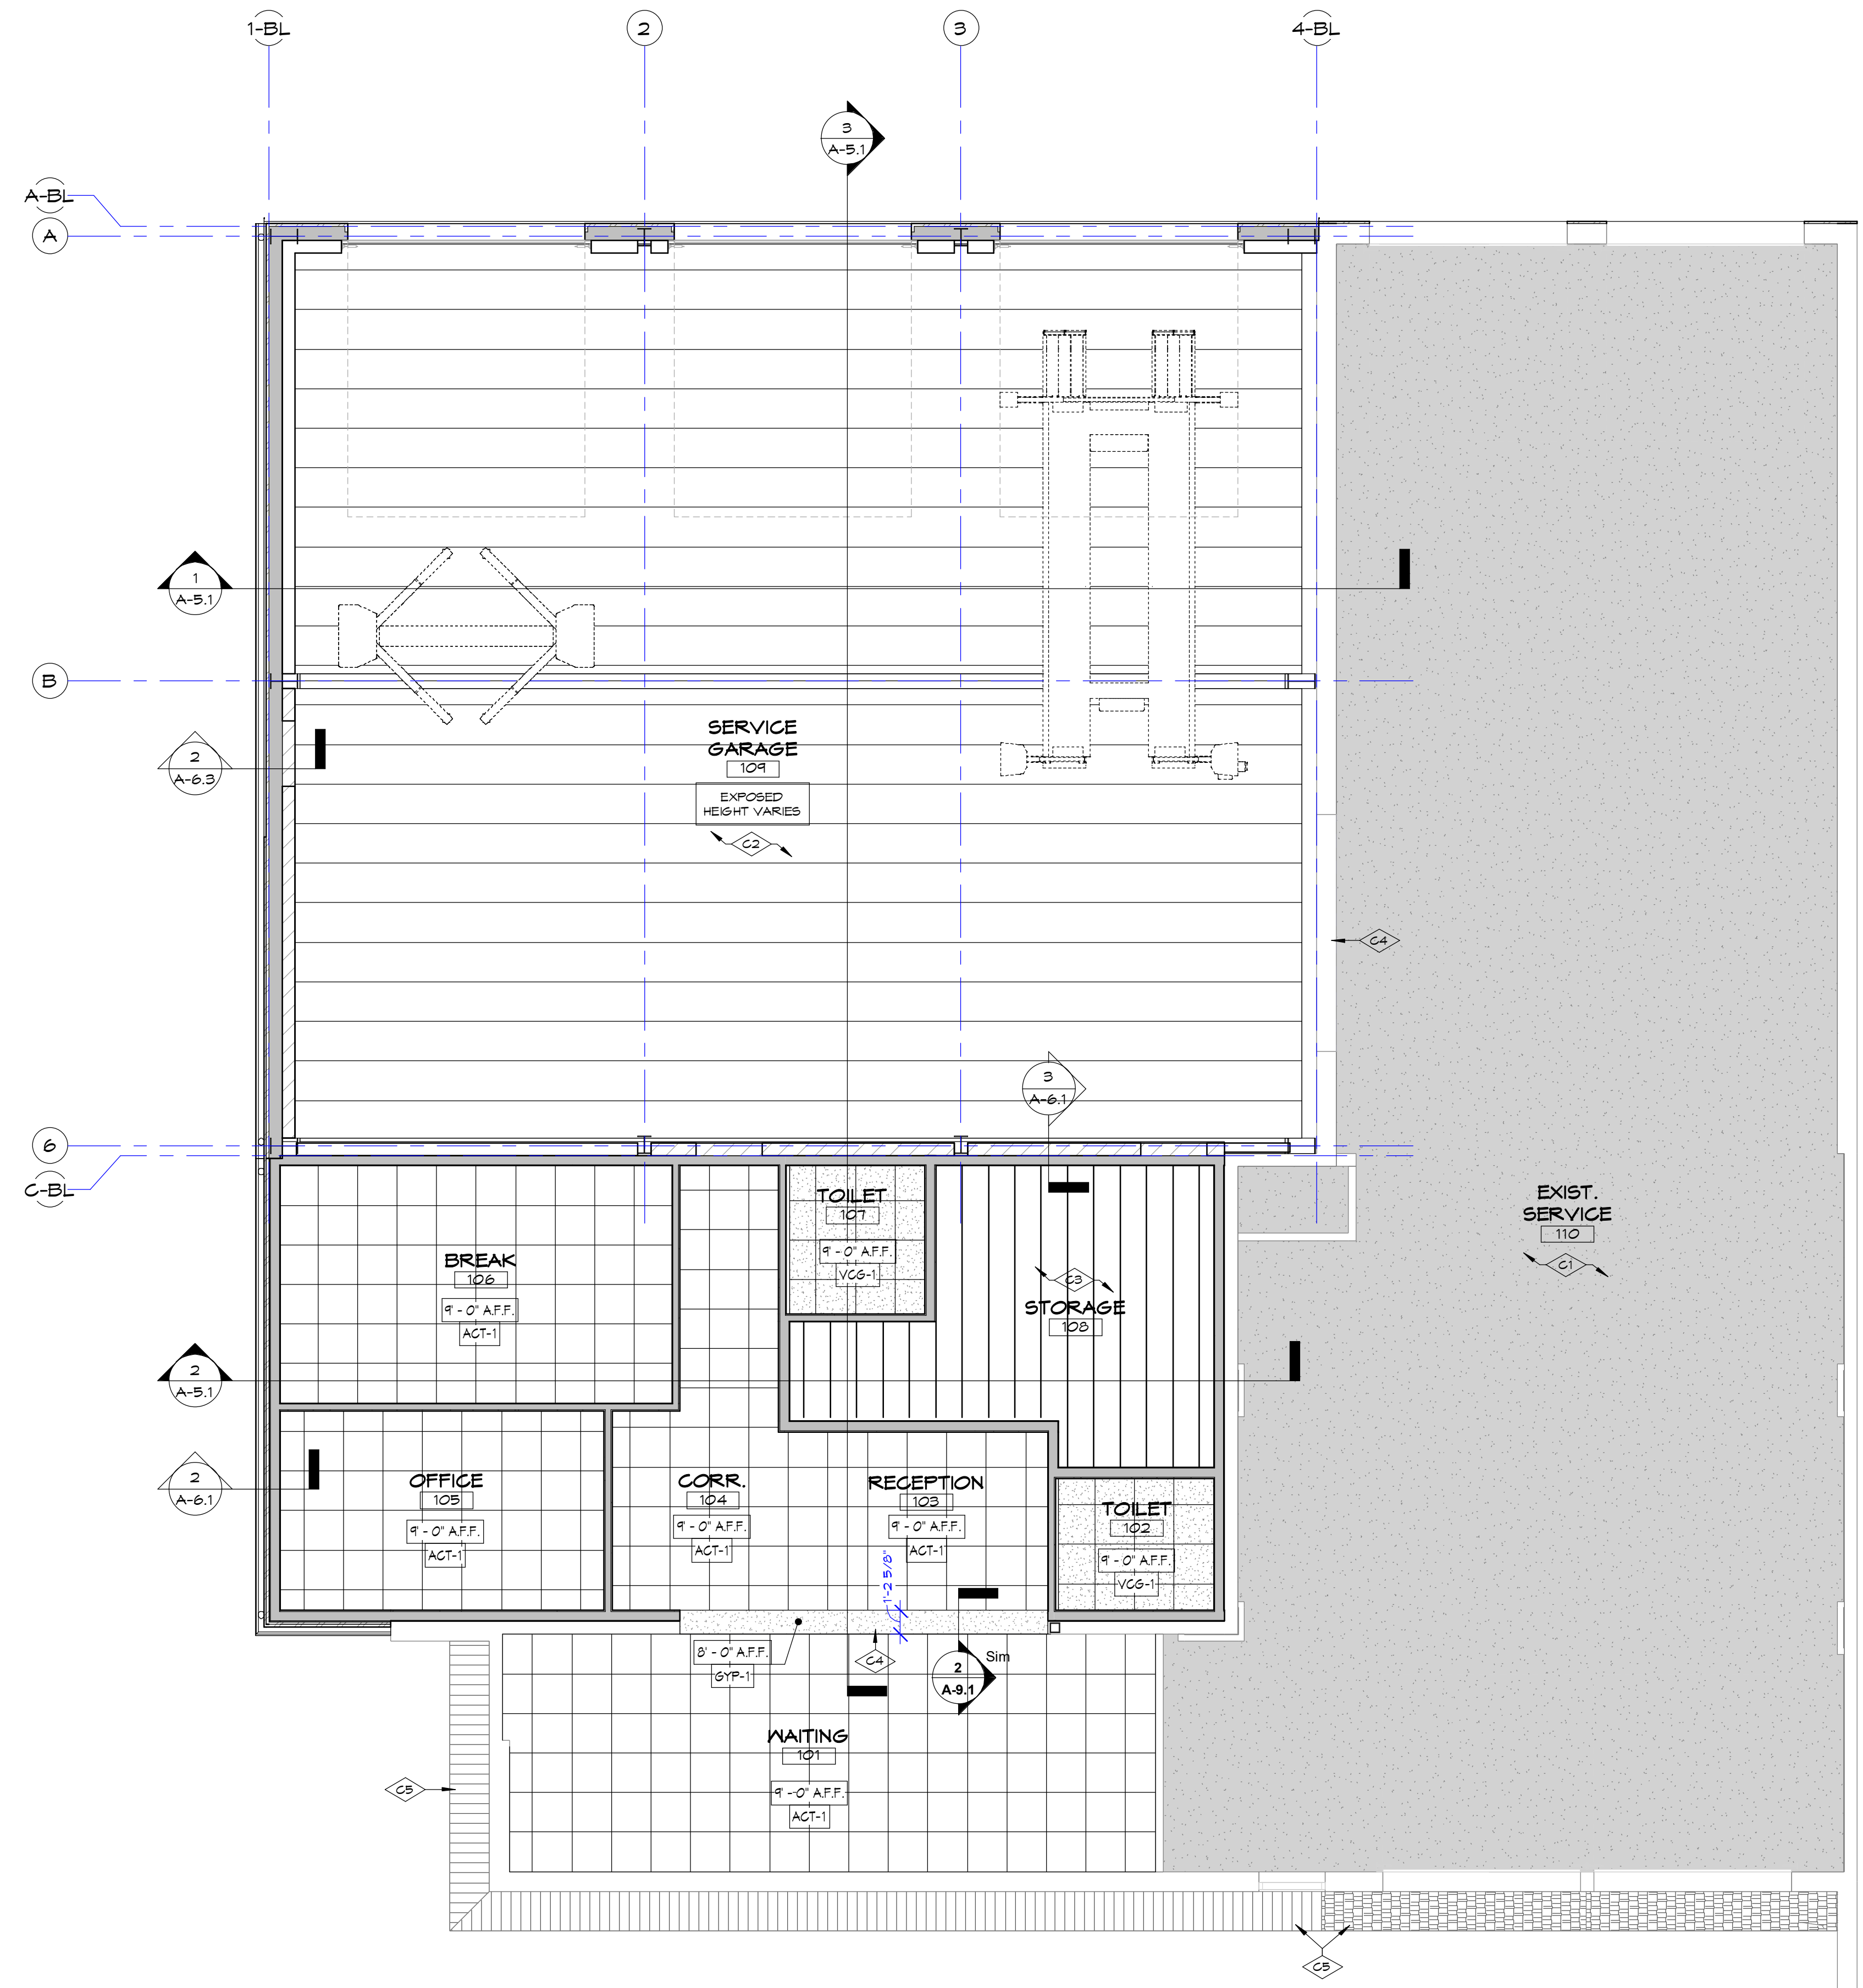 1-BL
2
3
4-BL
3
A-5.1
A-BL
A
1
A-5.1
B
2
A-6.3
SERVICE
GARAGE
109
EXPOSED
HEIGHT VARIES
C2
C4
3
A-6.1
6
C-BL
TOILET
107
9' - 0" A.F.F.
VCG-1
EXIST.
SERVICE
110
C1
BREAK
106
9' - 0" A.F.F.
ACT-1
C3
STORAGE
108
2
A-5.1
2
A-6.1
OFFICE
105
9' - 0" A.F.F.
ACT-1
CORR.
104
9' - 0" A.F.F.
ACT-1
RECEPTION
103
9' - 0" A.F.F.
ACT-1
TOILET
102
9' - 0" A.F.F.
VCG-1
1'-2 5/8"
8' - 0" A.F.F.
GYP-1
C4
Sim
2
A-9.1
WAITING
101
9' - 0" A.F.F.
ACT-1
C5
C5